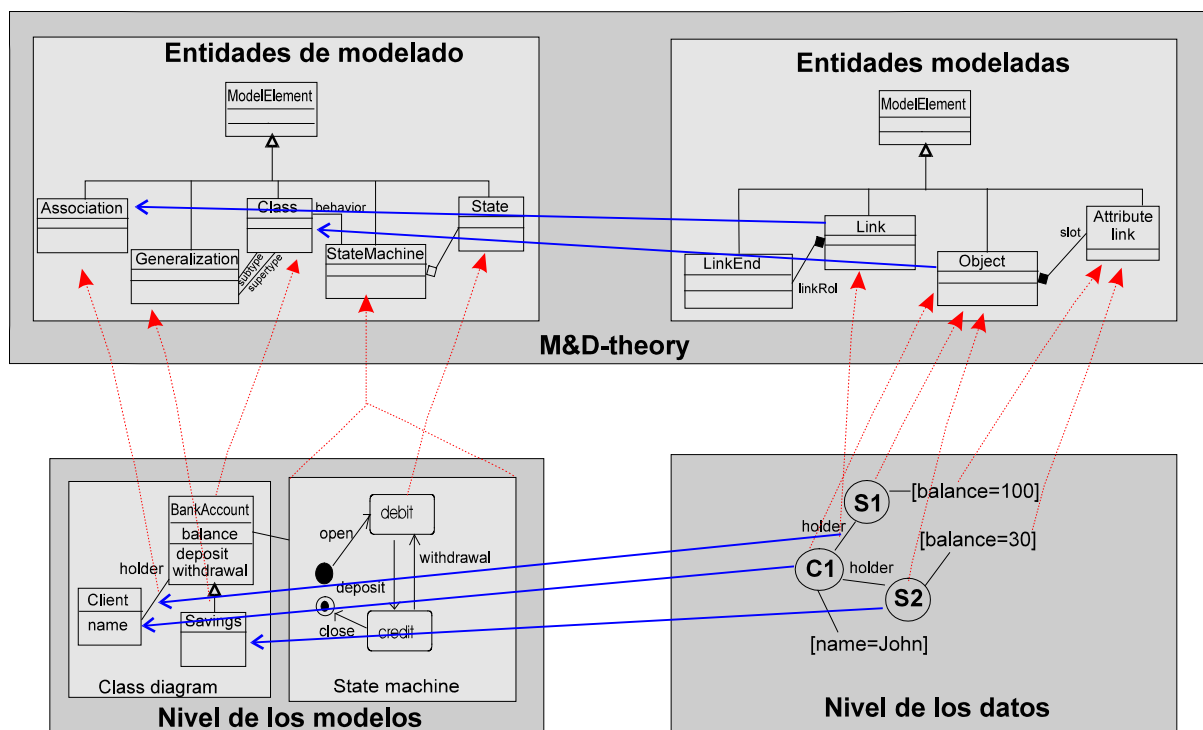 Entidades de modelado
ModelElement
Association
Generalization
Class
behavior
subtype
supertype
StateMachine
State
Entidades modeladas
ModelElement
LinkEnd
linkRol
Link
Object
slot
Attribute
link
M&D-theory
BankAccount
balance
deposit
withdrawal
holder
Client
name
Savings
Class diagram
open
debit
withdrawal
deposit
close
credit
State machine
Nivel de los modelos
S1
[balance=100]
holder
[balance=30]
C1
holder
S2
[name=John]
Nivel de los datos